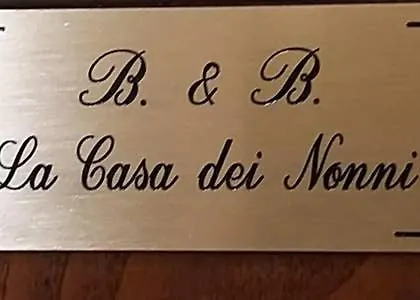 B. & B.
La Casa dei Nonni